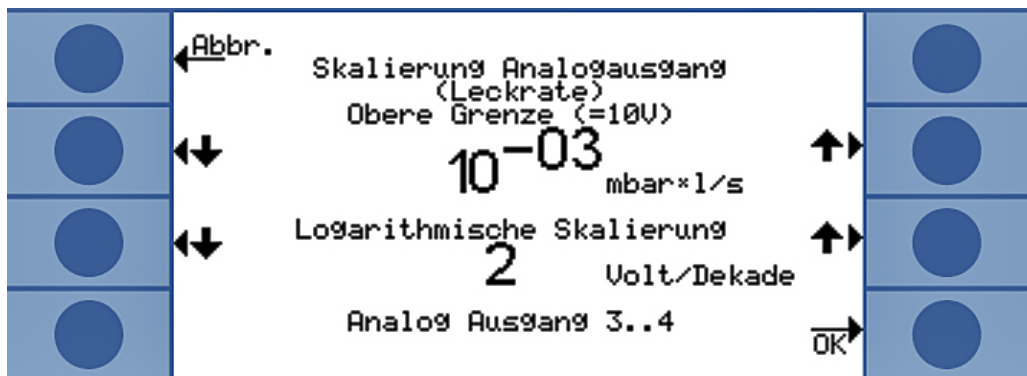 Abbr.
Skalierung Analogausgang
(Leckrate)
Obere Grenze (=10V)
10⁻⁰³
mbar×l/s
Logarithmische Skalierung
2
Volt/Dekade
Analog Ausgang 3..4
OK